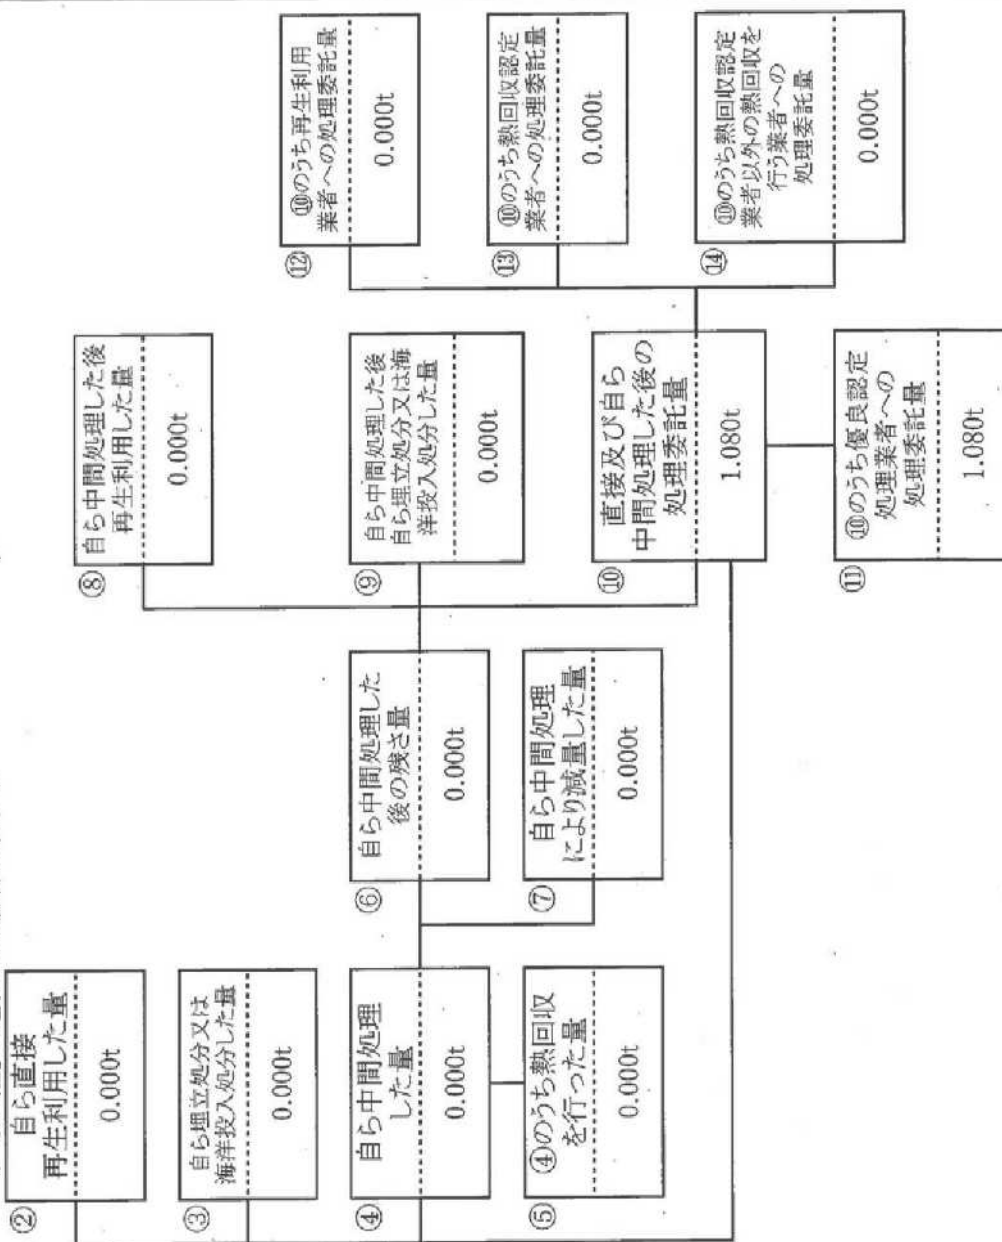 ②
自ら直接
再生利用した量
0.000t
③
自ら埋立処分又は
海洋投入処分した量
0.000t
④
自ら中間処理
した量
0.000t
⑤
④のうち熱回収
を行った量
0.000t
⑥
自ら中間処理した
後の残さ量
0.000t
⑦
自ら中間処理
により減量した量
0.000t
⑧
自ら中間処理した後
再生利用した量
0.000t
⑨
自ら中間処理した後
自ら埋立処分又は海
洋投入処分した量
0.000t
⑩
直接及び自ら
中間処理した後の
処理委託量
1.080t
⑪
⑩のうち優良認定
処理業者への
処理委託量
1.080t
⑫
⑩のうち再生利用
業者への処理委託量
0.000t
⑬
⑩のうち熱回収認定
業者への処理委託量
0.000t
⑭
⑩のうち熱回収認定
業者以外の熱回収を
行う業者への
処理委託量
0.000t